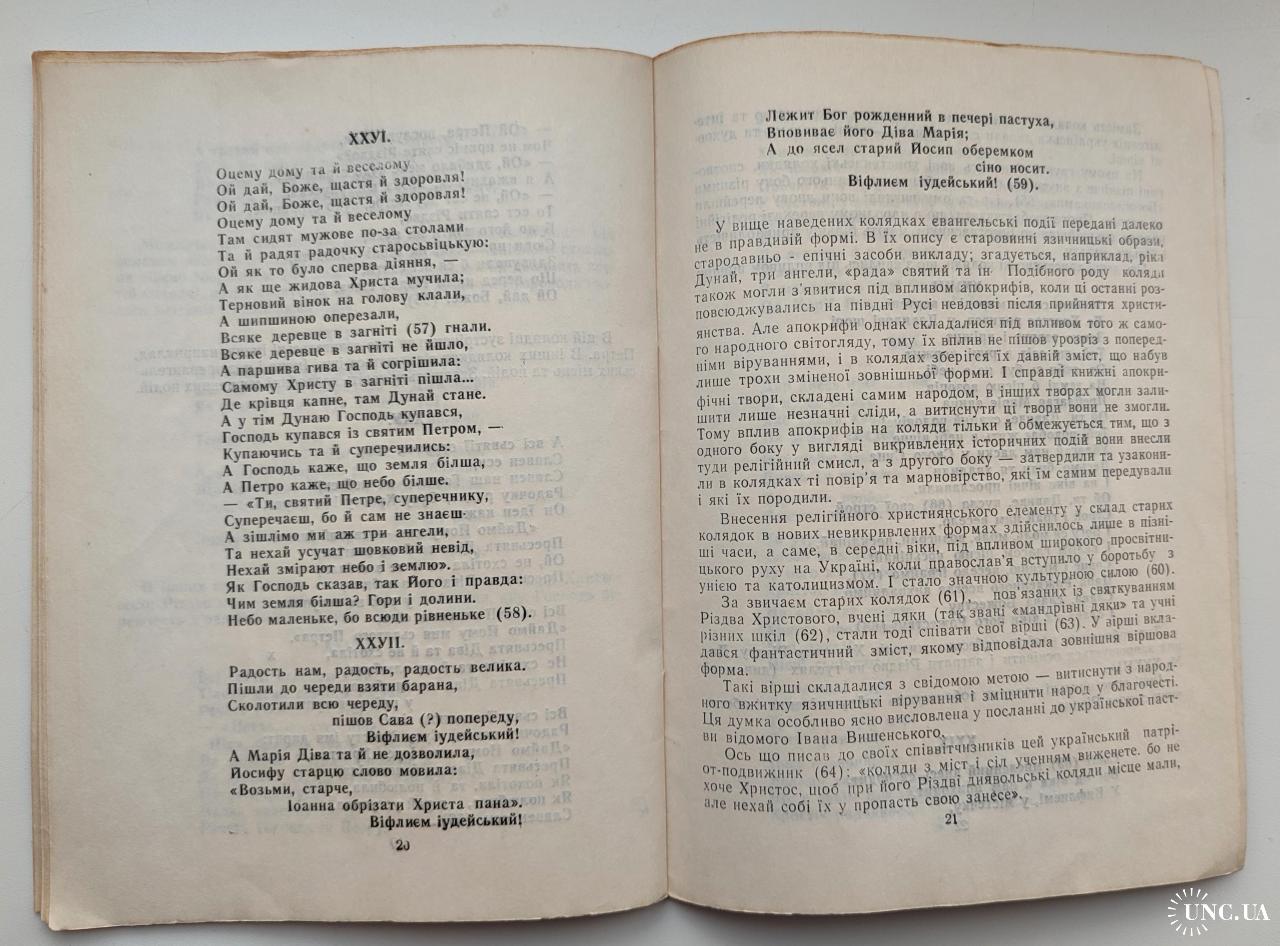 XXУI.
Оцему дому та й веселому
Ой дай, Боже, щастя й здоровля!
Ой дай, Боже, щастя й здоровля!
Оцему дому та й веселому
Там сидят мужове по-за столами
Та й радят радочку старосьвіцькую:
Ой як то було сперва діяння, —
А як ще жидова Христа мучила;
Терновий вінок на голову клали,
А шипшиною оперезали,
Всяке деревце в загніті (57) гнали.
Всяке деревце в загніті не йшло,
А паршива гива та й согрішила:
Самому Христу в загніті пішла...
Де крівця капне, там Дунай стане.
А у тім Дунаю Господь купався,
Господь купався із святим Петром, —
Купаючись та й суперечились:
А Господь каже, що земля білша,
А Петро каже, що небо білше.
— «Ти, святий Петре, суперечнику,
Суперечаєш, бо й сам не знаєш·
А зішлімо ми аж три ангели,
Та нехай усучат шовковий невід,
Нехай змірают небо і землю».
Як Господь сказав, так Його і правда:
Чим земля білша? Гори і долини.
Небо маленьке, бо всюди рівненьке (58).
XXУII.
Радость нам, радость, радость велика.
Пішли до череди взяти барана,
Сколотили всю череду,
пішов Сава (?) попереду,
Віфлиєм іудейський!
А Марія Діва та й не дозволила,
Йосифу старцю слово мовила:
«Возьми, старче,
Іоанна обрізати Христа пана».
Віфлиєм іудейський!
20
Лежит Бог рожденний в печері пастуха,
Вповиває його Діва Марія;
А до ясел старий Йосип оберемком
сіно носит.
Віфлиєм іудейський! (59).
У вище наведених колядках євангельські події передані далеко
не в правдивій формі. В їх опису є старовинні язичницькі образи,
стародавньо - епічні засоби викладу; згадується, наприклад, ріка
Дунай, три ангели, «рада» святий та ін· Подібного роду коляди
також могли з’явитися під впливом апокрифів, коли ці останні роз-
повсюджувались на півдні Русі невдовзі після прийняття христи-
янства. Але апокрифи однак складалися під впливом того ж само-
го народного світогляду, тому їх вплив не пішов урозріз з поперед-
німи віруваннями, і в колядах зберігся їх давній зміст, що набув
лише трохи зміненої зовнішньої форми. І справді книжні апокри-
фічні твори, складені самим народом, в інших творах могли зали-
шити лише незначні сліди, а витиснути ці твори вони не змогли.
Тому вплив апокрифів на коляди тільки й обмежується тим, що з
одного боку у вигляді викривлених історичних подій вони внесли
туди релігійний смисл, а з другого боку — затвердили та узакони-
ли в колядках ті повір’я та марновірство, які їм самим передували
і які їх породили.
Внесення релігійного християнського елементу у склад старих
колядок в нових невикривлених формах здійснилось лише в пізні-
ші часи, а саме, в середні віки, під впливом широкого просвітни-
цького руху на Україні, коли православ’я вступило у боротьбу з
унією та католицизмом. І стало значною культурною силою (60).
За звичаєм старих колядок (61), пов’язаних із святкуванням
Різдва Христового, вчені дяки (так звані «мандрівні дяки» та учні
різних шкіл (62), стали тоді співати свої вірші (63). У вірші вкла-
дався фантастичний зміст, якому відповідала зовнішня віршова
форма.
Такі вірші складалися з свідомою метою — витиснути з народ-
ного вжитку язичницькі вірування і зміцнити народ у благочесті.
Ця думка особливо ясно висловлена у посланні до української паст-
ви відомого Івана Вишенського.
Ось що писав до своїх співвітчизників цей український патрі-
от-подвижник (64): «коляди з міст і сіл ученням виженете. бо не
хоче Христос, щоб при його Різдві диявольські коляди місце мали,
але нехай собі їх у пропасть свою занесе».
21
UNC.UA